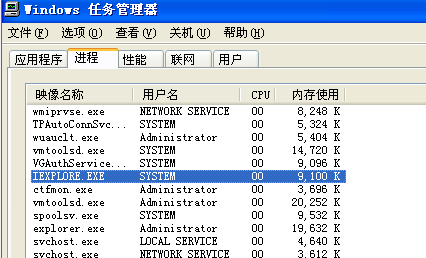 Windows 任务管理器
文件(F) 选项(O) 查看(V) 关机(U) 帮助(H)
应用程序 进程 性能 联网 用户
映像名称 用户名 CPU 内存使用
wmiprvse.exe NETWORK SERVICE 00 8,248 K
TPAutoConnSvc... SYSTEM 00 5,324 K
wuauclt.exe Administrator 00 5,404 K
vmtoolsd.exe SYSTEM 00 14,720 K
VGAuthService... SYSTEM 00 9,096 K
IEXPLORE.EXE SYSTEM 00 9,100 K
ctfmon.exe Administrator 00 3,696 K
vmtoolsd.exe Administrator 00 20,252 K
spoolsv.exe SYSTEM 00 9,532 K
explorer.exe Administrator 00 19,632 K
svchost.exe LOCAL SERVICE 00 4,640 K
svchost.exe NETWORK SERVICE 00 3,612 K